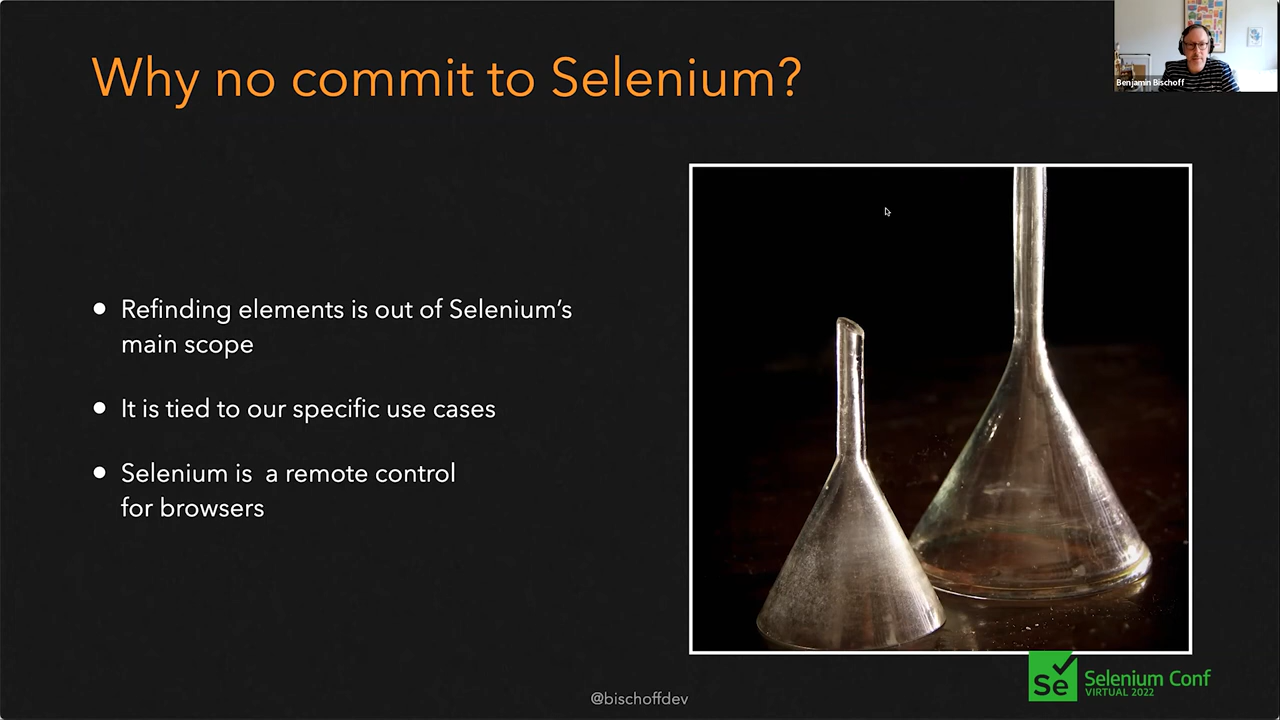 Why no commit to Selenium?
Benjamin Bischoff
Refinding elements is out of Selenium’s
main scope
It is tied to our specific use cases
Selenium is  a remote control
for browsers
Se Selenium Conf
VIRTUAL 2022
@bischoffdev